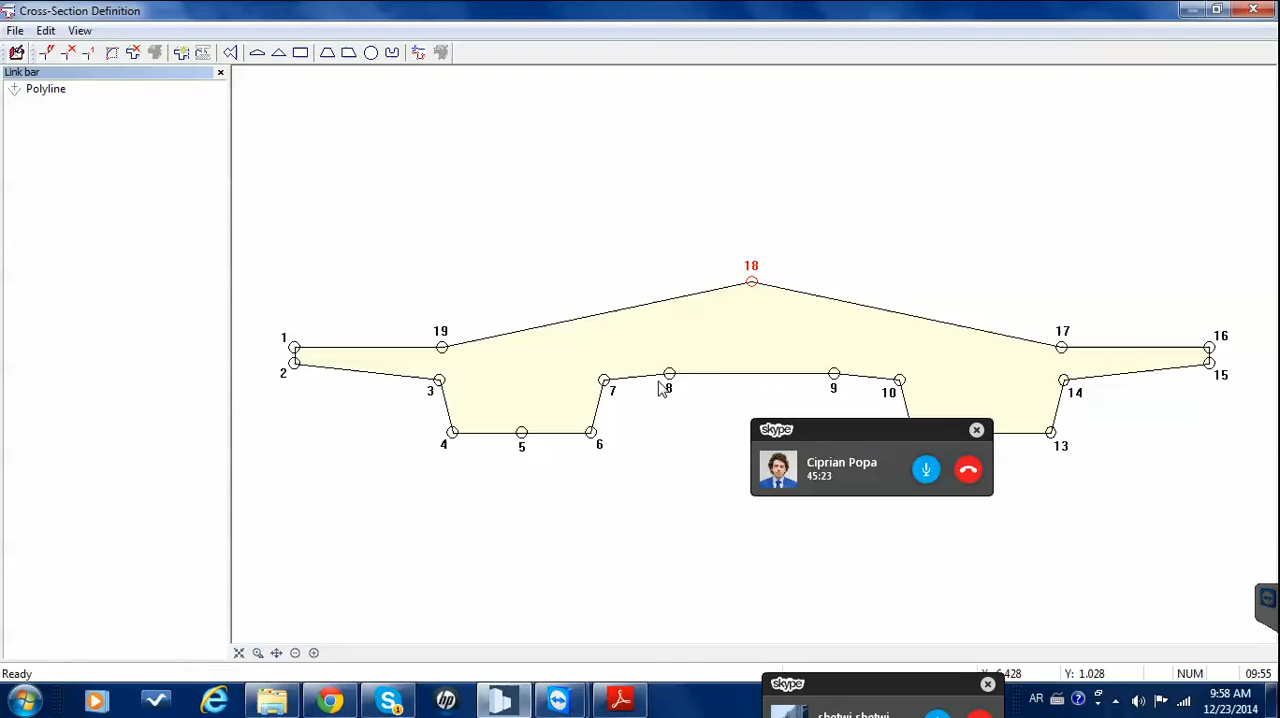 Cross-Section Definition
File Edit View
Link bar
Polyline
18
1
19
17
16
2
3
7
8
9
10
14
15
4
5
6
13
skype
Ciprian Popa
45:23
Ready
Y: 1.028
NUM
09:55
skype
AR
9:58 AM
12/23/2014